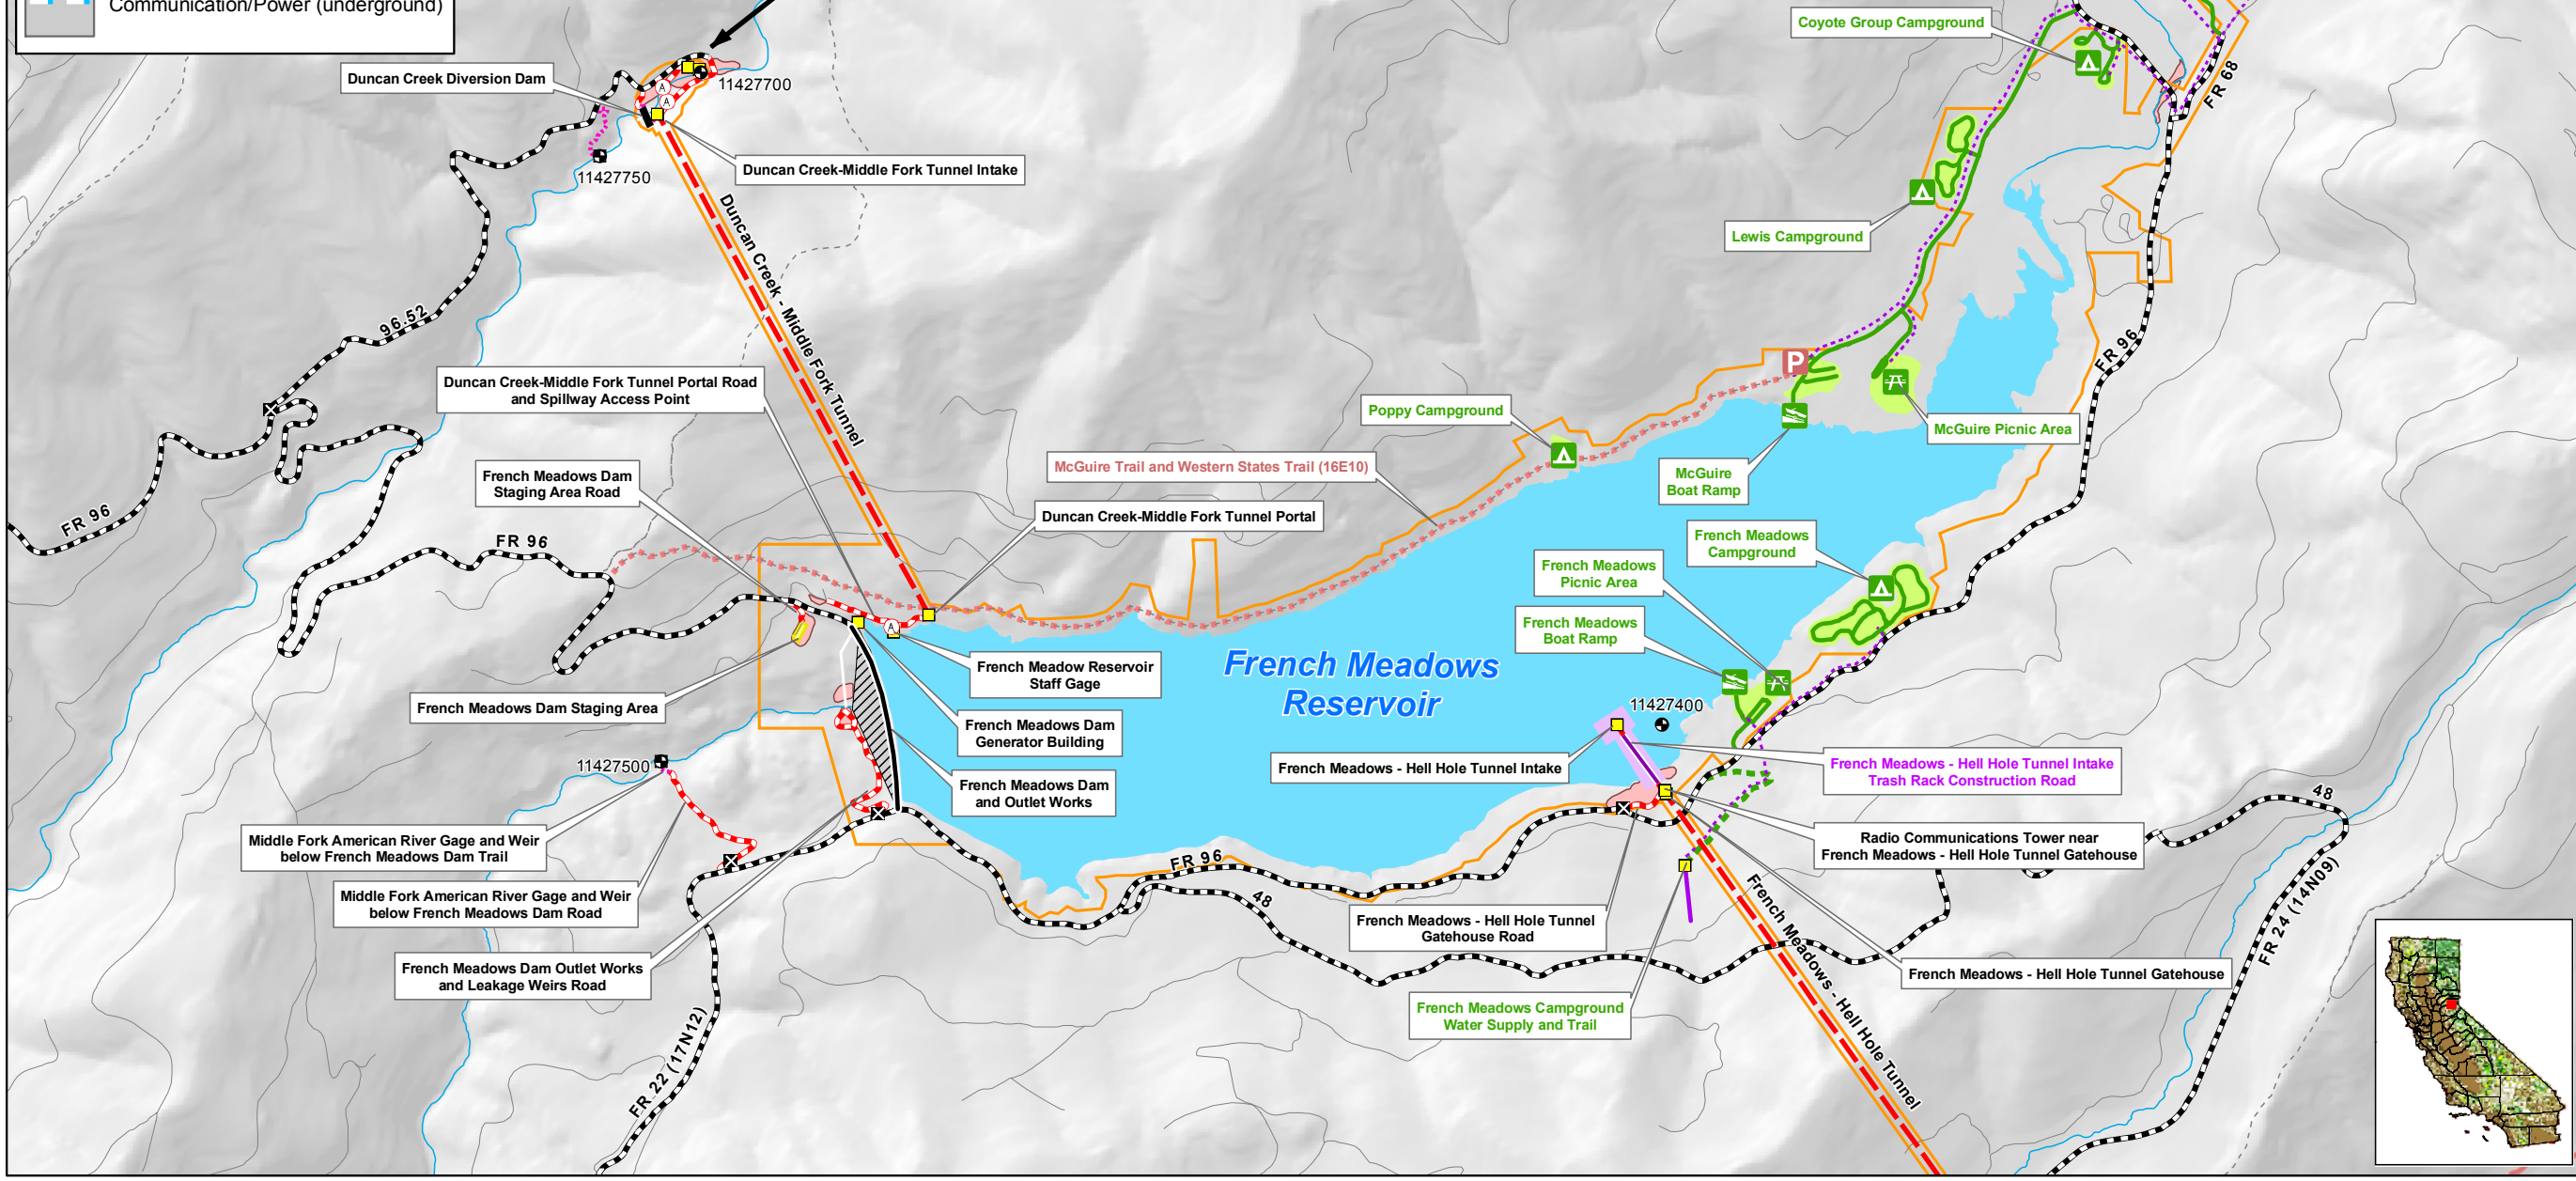 Communication/Power (underground)
Coyote Group Campground
Duncan Creek Diversion Dam
11427700
FR 68
Duncan Creek-Middle Fork Tunnel Intake
11427750
Lewis Campground
Duncan Creek - Middle Fork Tunnel
96.52
FR 96
P
Duncan Creek-Middle Fork Tunnel Portal Road
and Spillway Access Point
Poppy Campground
McGuire Picnic Area
McGuire Trail and Western States Trail (16E10)
McGuire
Boat Ramp
French Meadows Dam
Staging Area Road
FR 96
Duncan Creek-Middle Fork Tunnel Portal
FR 96
French Meadows
Campground
French Meadows
Picnic Area
French Meadows
Boat Ramp
A
A
A
French Meadows
Reservoir
French Meadow Reservoir
Staff Gage
French Meadows Dam Staging Area
11427400
French Meadows Dam
Generator Building
11427500
French Meadows - Hell Hole Tunnel Intake
French Meadows - Hell Hole Tunnel Intake
Trash Rack Construction Road
French Meadows Dam
and Outlet Works
48
Middle Fork American River Gage and Weir
below French Meadows Dam Trail
Radio Communications Tower near
French Meadows - Hell Hole Tunnel Gatehouse
FR 96
48
Middle Fork American River Gage and Weir
below French Meadows Dam Road
French Meadows - Hell Hole Tunnel
Gatehouse Road
FR 24 (14N09)
French Meadows Dam Outlet Works
and Leakage Weirs Road
French Meadows - Hell Hole Tunnel Gatehouse
French Meadows Campground
Water Supply and Trail
French Meadows - Hell Hole Tunnel
FR 22 (17N12)